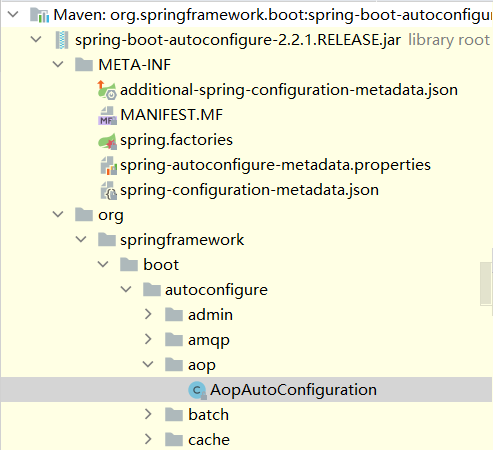 Maven: org.springframework.boot:spring-boot-autoconfigu
spring-boot-autoconfigure-2.2.1.RELEASE.jar library root
META-INF
additional-spring-configuration-metadata.json
MANIFEST.MF
spring.factories
spring-autoconfigure-metadata.properties
spring-configuration-metadata.json
org
springframework
boot
autoconfigure
admin
amqp
aop
AopAutoConfiguration
batch
cache